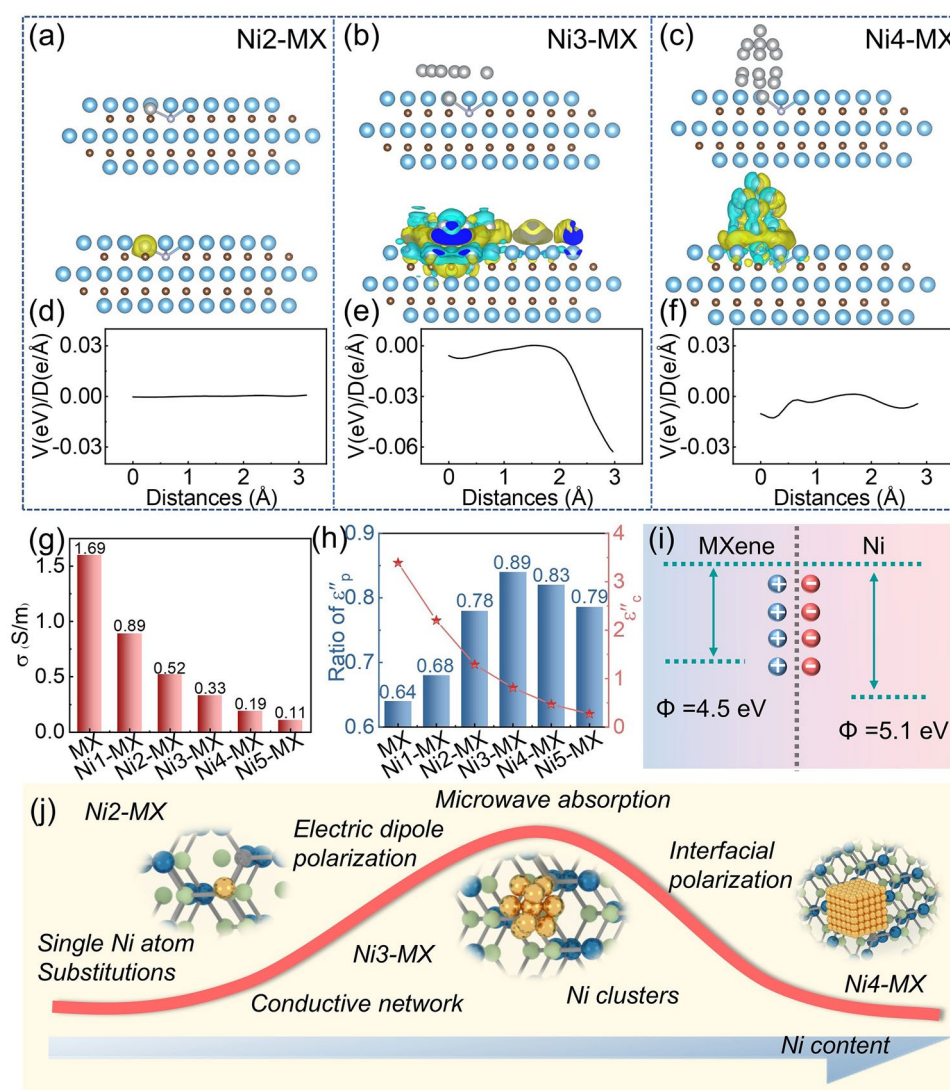 (a)
Ni2-MX
(b)
Ni3-MX
(c)
Ni4-MX
(d)
V(eV)/D(e/Å)
0.03
0.00
-0.03
0
1
2
3
Distances (Å)
(e)
V(eV)/D(e/Å)
0.00
-0.03
-0.06
0
1
2
3
Distances (Å)
(f)
V(eV)/D(e/Å)
0.03
0.00
-0.03
0
1
2
3
Distances (Å)
(g)
σ (S/m)
1.5
1.0
0.5
0.0
1.69
0.89
0.52
0.33
0.19
0.11
MX
Ni1-MX
Ni2-MX
Ni3-MX
Ni4-MX
Ni5-MX
(h)
Ratio of ε″p
0.9
0.8
0.7
0.6
0.64
0.68
0.78
0.89
0.83
0.79
4
3
2
1
0
ε″c
MX
Ni1-MX
Ni2-MX
Ni3-MX
Ni4-MX
Ni5-MX
(i)
MXene
Ni
+ −
+ −
+ −
+ −
Φ =4.5 eV
Φ =5.1 eV
(j)
Ni2-MX
Microwave absorption
Electric dipole
polarization
Interfacial
polarization
Single Ni atom
Substitutions
Ni3-MX
Conductive network
Ni clusters
Ni4-MX
Ni content